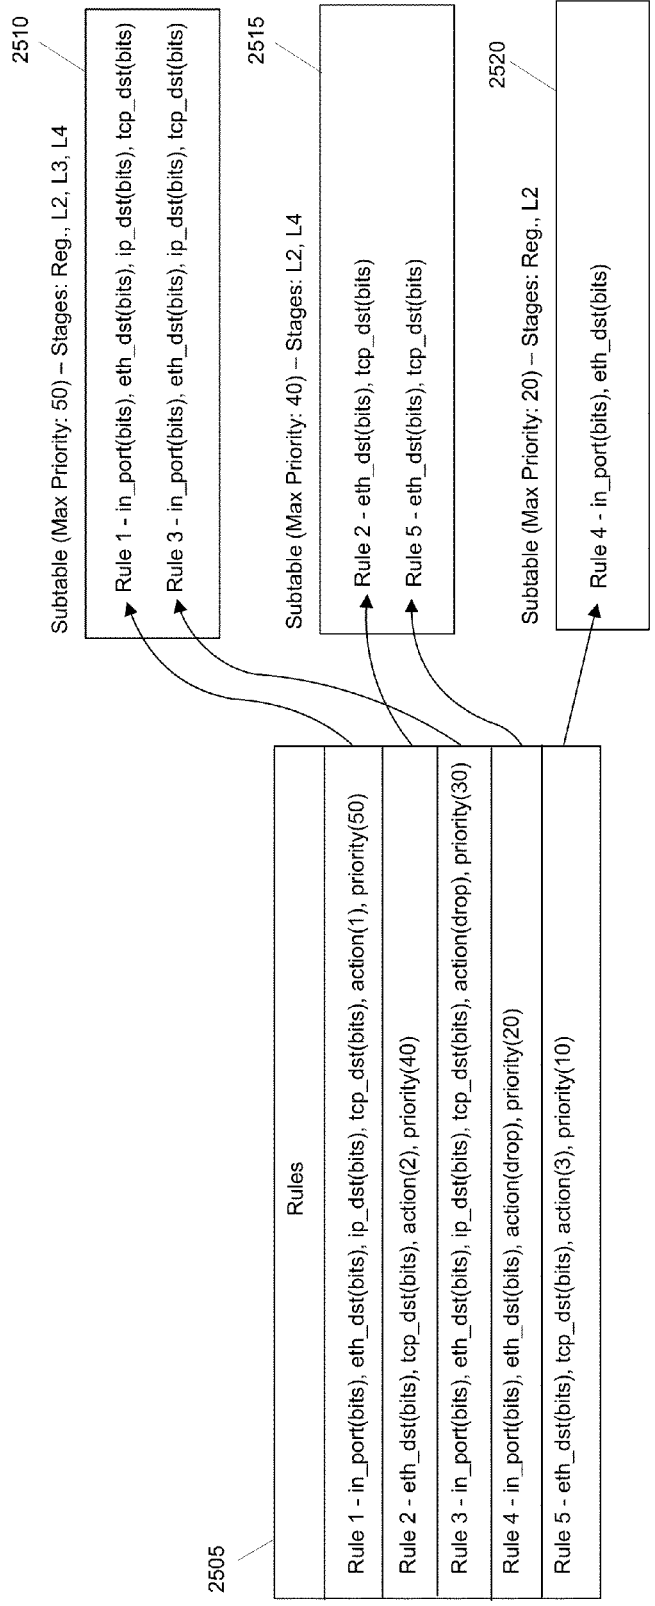 2505
Rules
Rule 1 - in_port(bits), eth_dst(bits), ip_dst(bits), tcp_dst(bits), action(1), priority(50)
Rule 2 - eth_dst(bits), tcp_dst(bits), action(2), priority(40)
Rule 3 - in_port(bits), eth_dst(bits), ip_dst(bits), tcp_dst(bits), action(drop), priority(30)
Rule 4 - in_port(bits), eth_dst(bits), action(drop), priority(20)
Rule 5 - eth_dst(bits), tcp_dst(bits), action(3), priority(10)
2510
Subtable (Max Priority: 50) – Stages: Reg., L2, L3, L4
Rule 1 - in_port(bits), eth_dst(bits), ip_dst(bits), tcp_dst(bits)
Rule 3 - in_port(bits), eth_dst(bits), ip_dst(bits), tcp_dst(bits)
2515
Subtable (Max Priority: 40) – Stages: L2, L4
Rule 2 - eth_dst(bits), tcp_dst(bits)
Rule 5 - eth_dst(bits), tcp_dst(bits)
2520
Subtable (Max Priority: 20) – Stages: Reg., L2
Rule 4 - in_port(bits), eth_dst(bits)